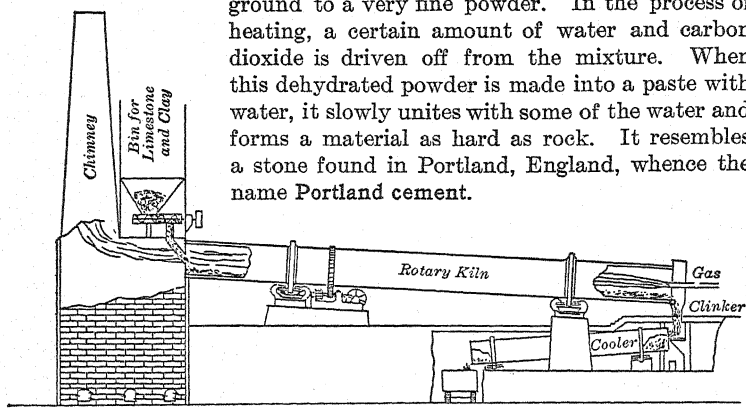 ground to a very fine powder. In the process of
heating, a certain amount of water and carbon
dioxide is driven off from the mixture. When
this dehydrated powder is made into a paste with
water, it slowly unites with some of the water and
forms a material as hard as rock. It resembles
a stone found in Portland, England, whence the
name Portland cement.
Chimney
Bin for
Limestone
and Clay
Rotary Kiln
Gas
Clinker
Cooler